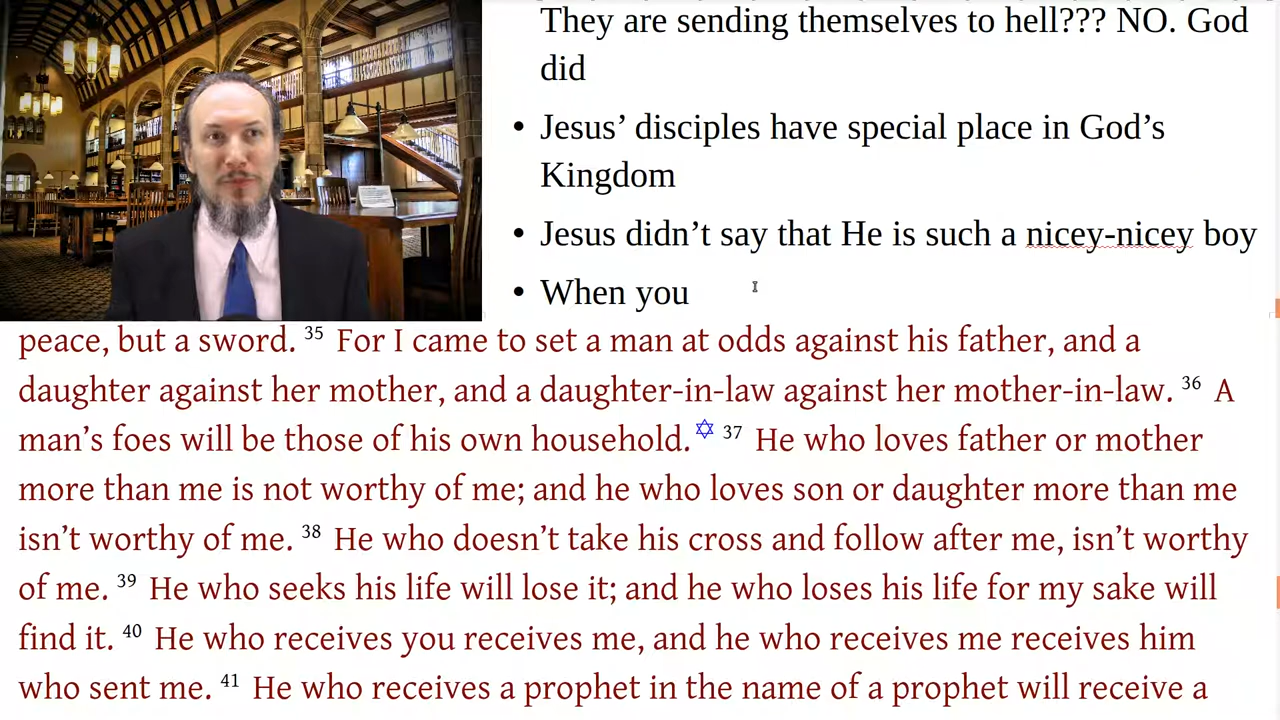 They are sending themselves to hell??? NO. God
did
• Jesus’ disciples have special place in God’s
Kingdom
• Jesus didn’t say that He is such a nicey-nicey boy
• When you
peace, but a sword. 35 For I came to set a man at odds against his father, and a
daughter against her mother, and a daughter-in-law against her mother-in-law. 36 A
man’s foes will be those of his own household.✡ 37 He who loves father or mother
more than me is not worthy of me; and he who loves son or daughter more than me
isn’t worthy of me. 38 He who doesn’t take his cross and follow after me, isn’t worthy
of me. 39 He who seeks his life will lose it; and he who loses his life for my sake will
find it. 40 He who receives you receives me, and he who receives me receives him
who sent me. 41 He who receives a prophet in the name of a prophet will receive a